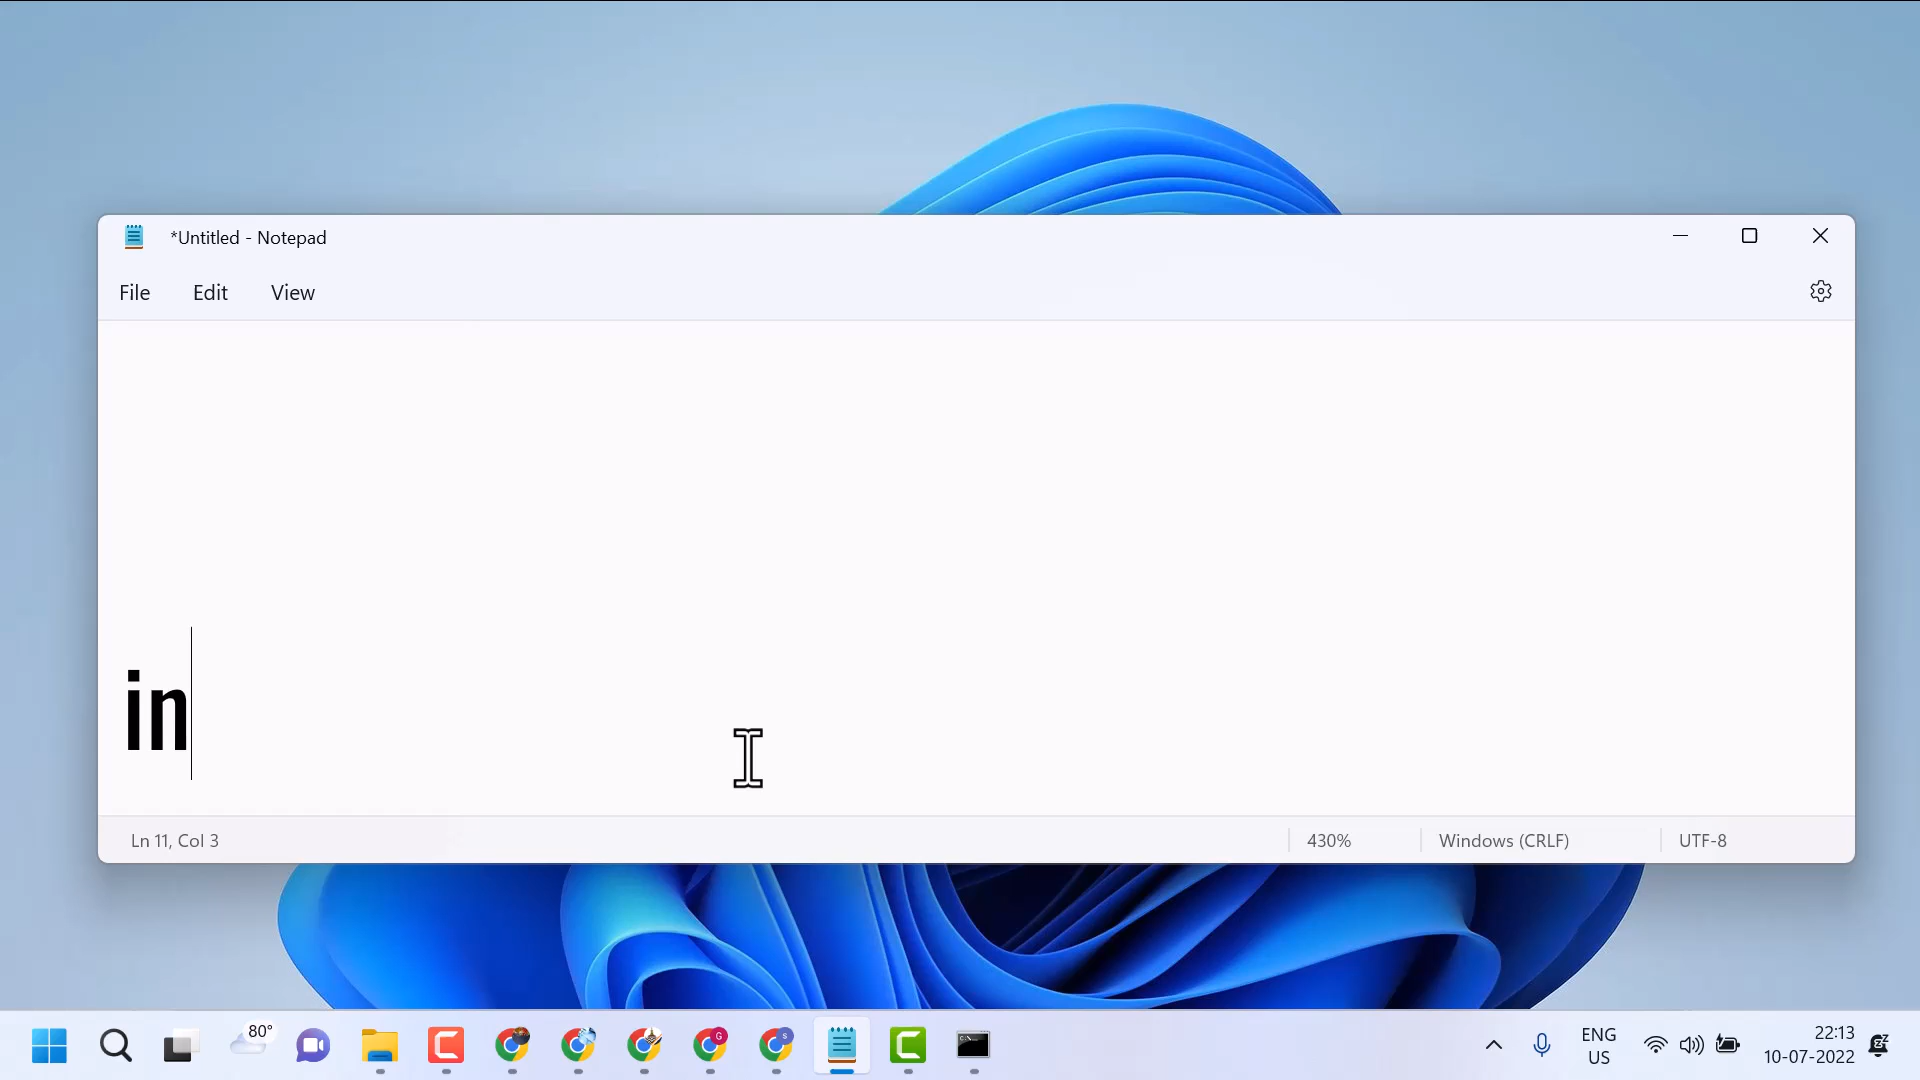 *Untitled - Notepad
File Edit View
in
Ln 11, Col 3 430% Windows (CRLF) UTF-8
80°
G
S
ENG
US
22:13
10-07-2022